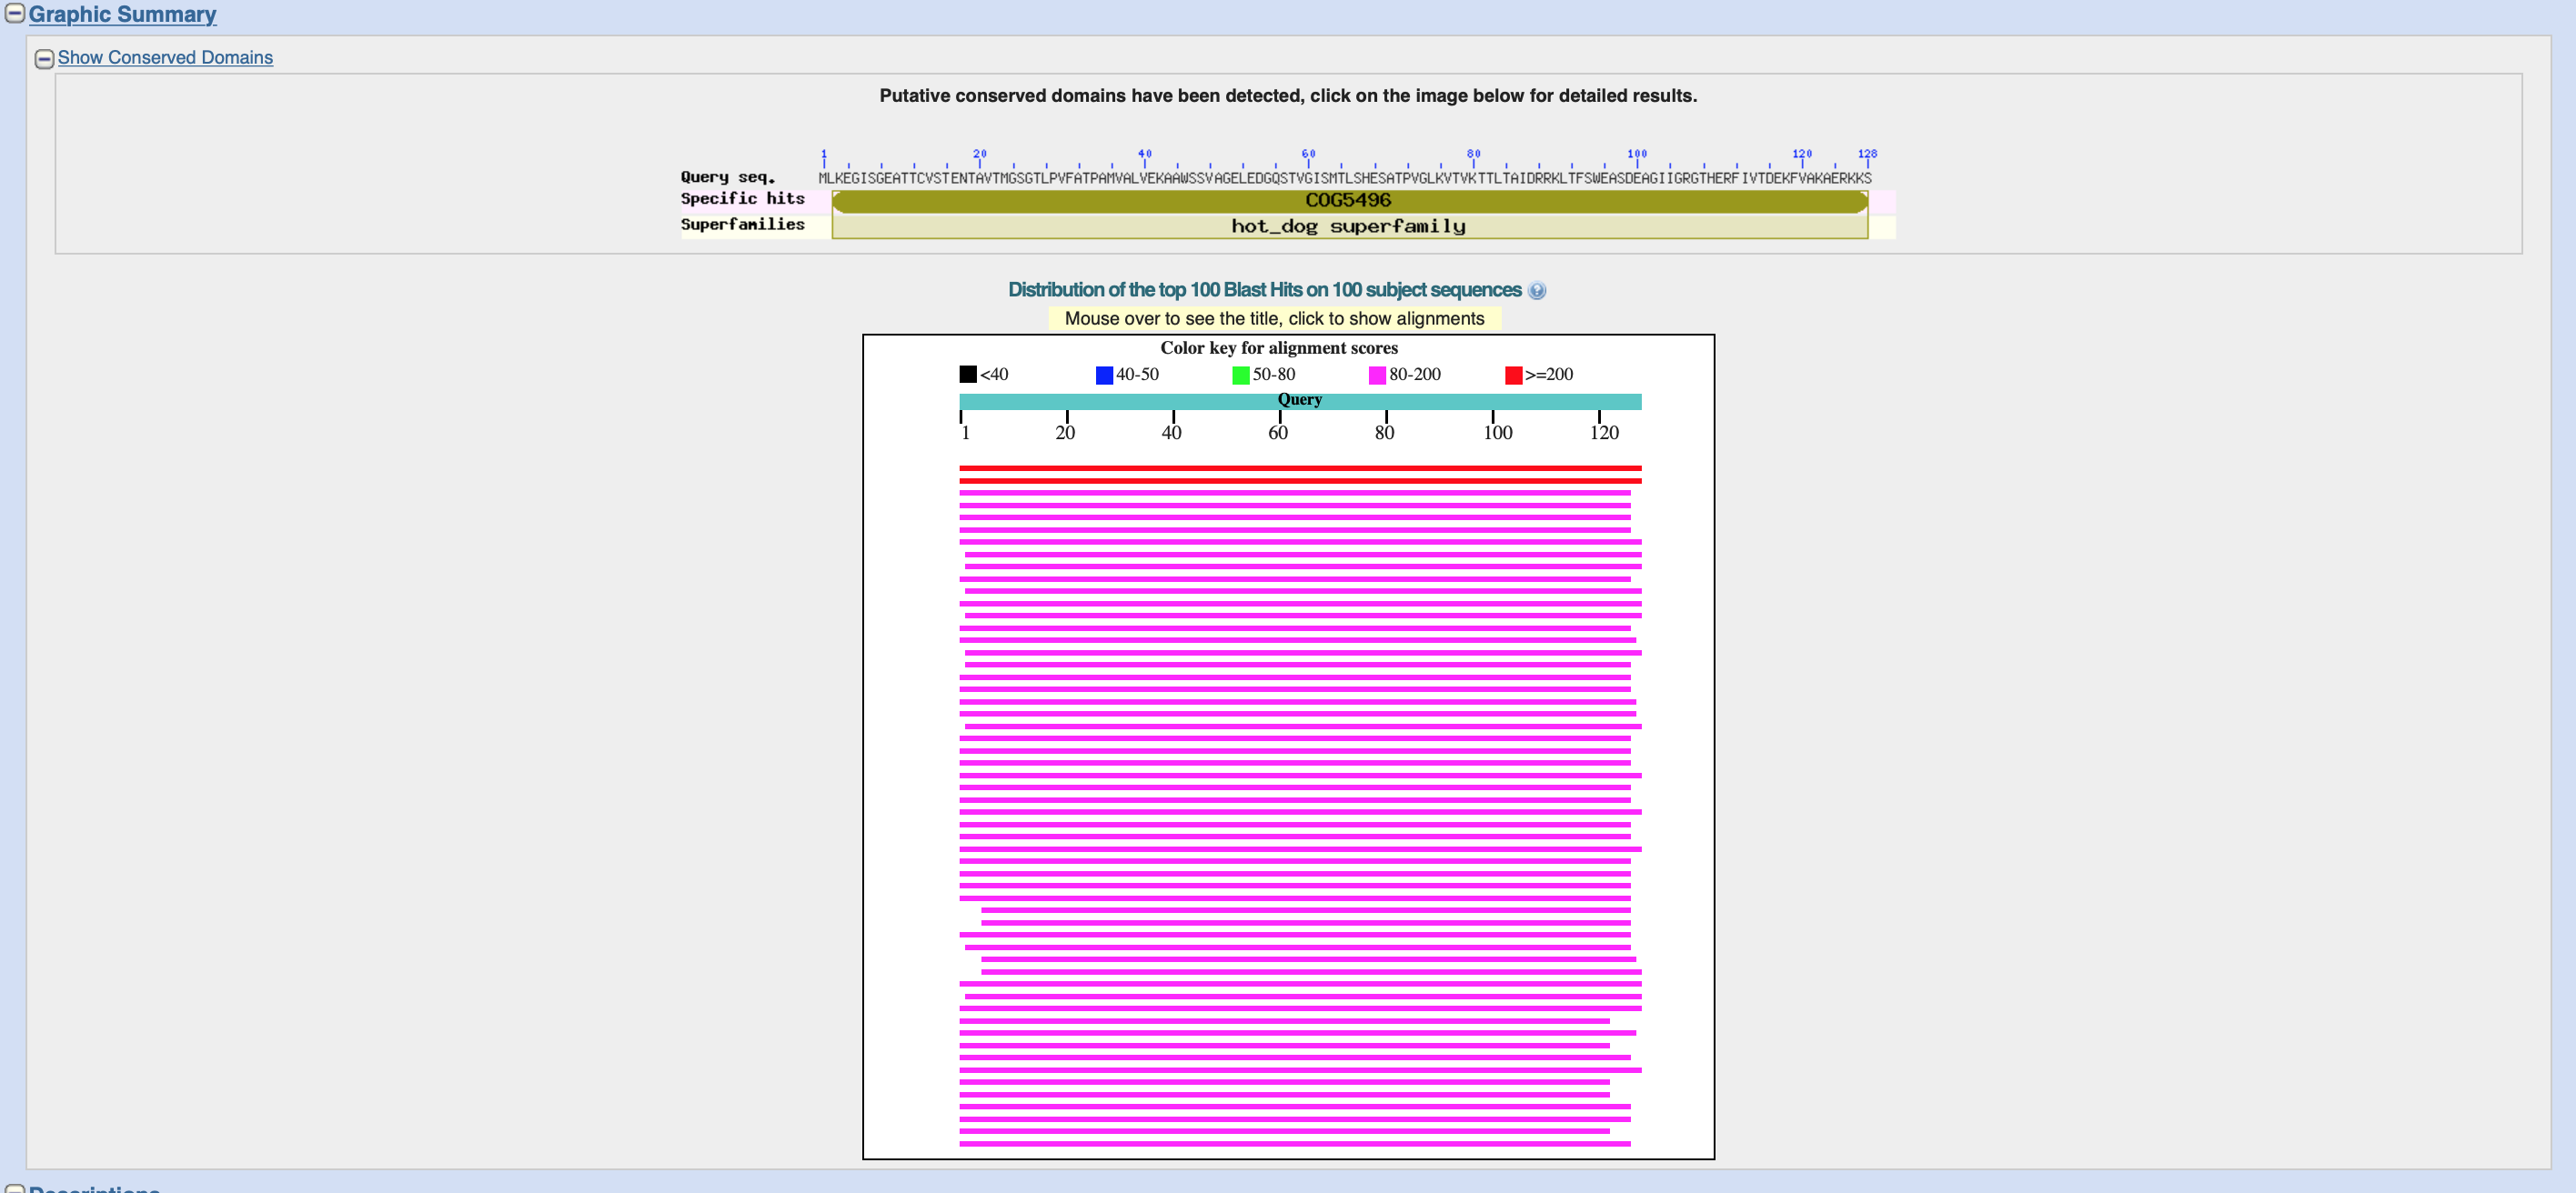 Graphic Summary
Show Conserved Domains
Putative conserved domains have been detected, click on the image below for detailed results.
1 20 40 60 80 100 120 128
Query seq. MLKEGISGEATTCVSTENTAVTMGSGTLPVFATPAMVALVEKAAWSSVAGELEDGQSTVGISMTLSHESATPVGLKVTVKTTLTAIDRRKLTFSWEASDEAGIIGRGTHERFIVTDEKFVAKAERKKS
Specific hits COG5496
Superfamilies hot_dog superfamily
Distribution of the top 100 Blast Hits on 100 subject sequences ?
Mouse over to see the title, click to show alignments
Color key for alignment scores
<40 40-50 50-80 80-200 >=200
Query
1 20 40 60 80 100 120
Descriptions